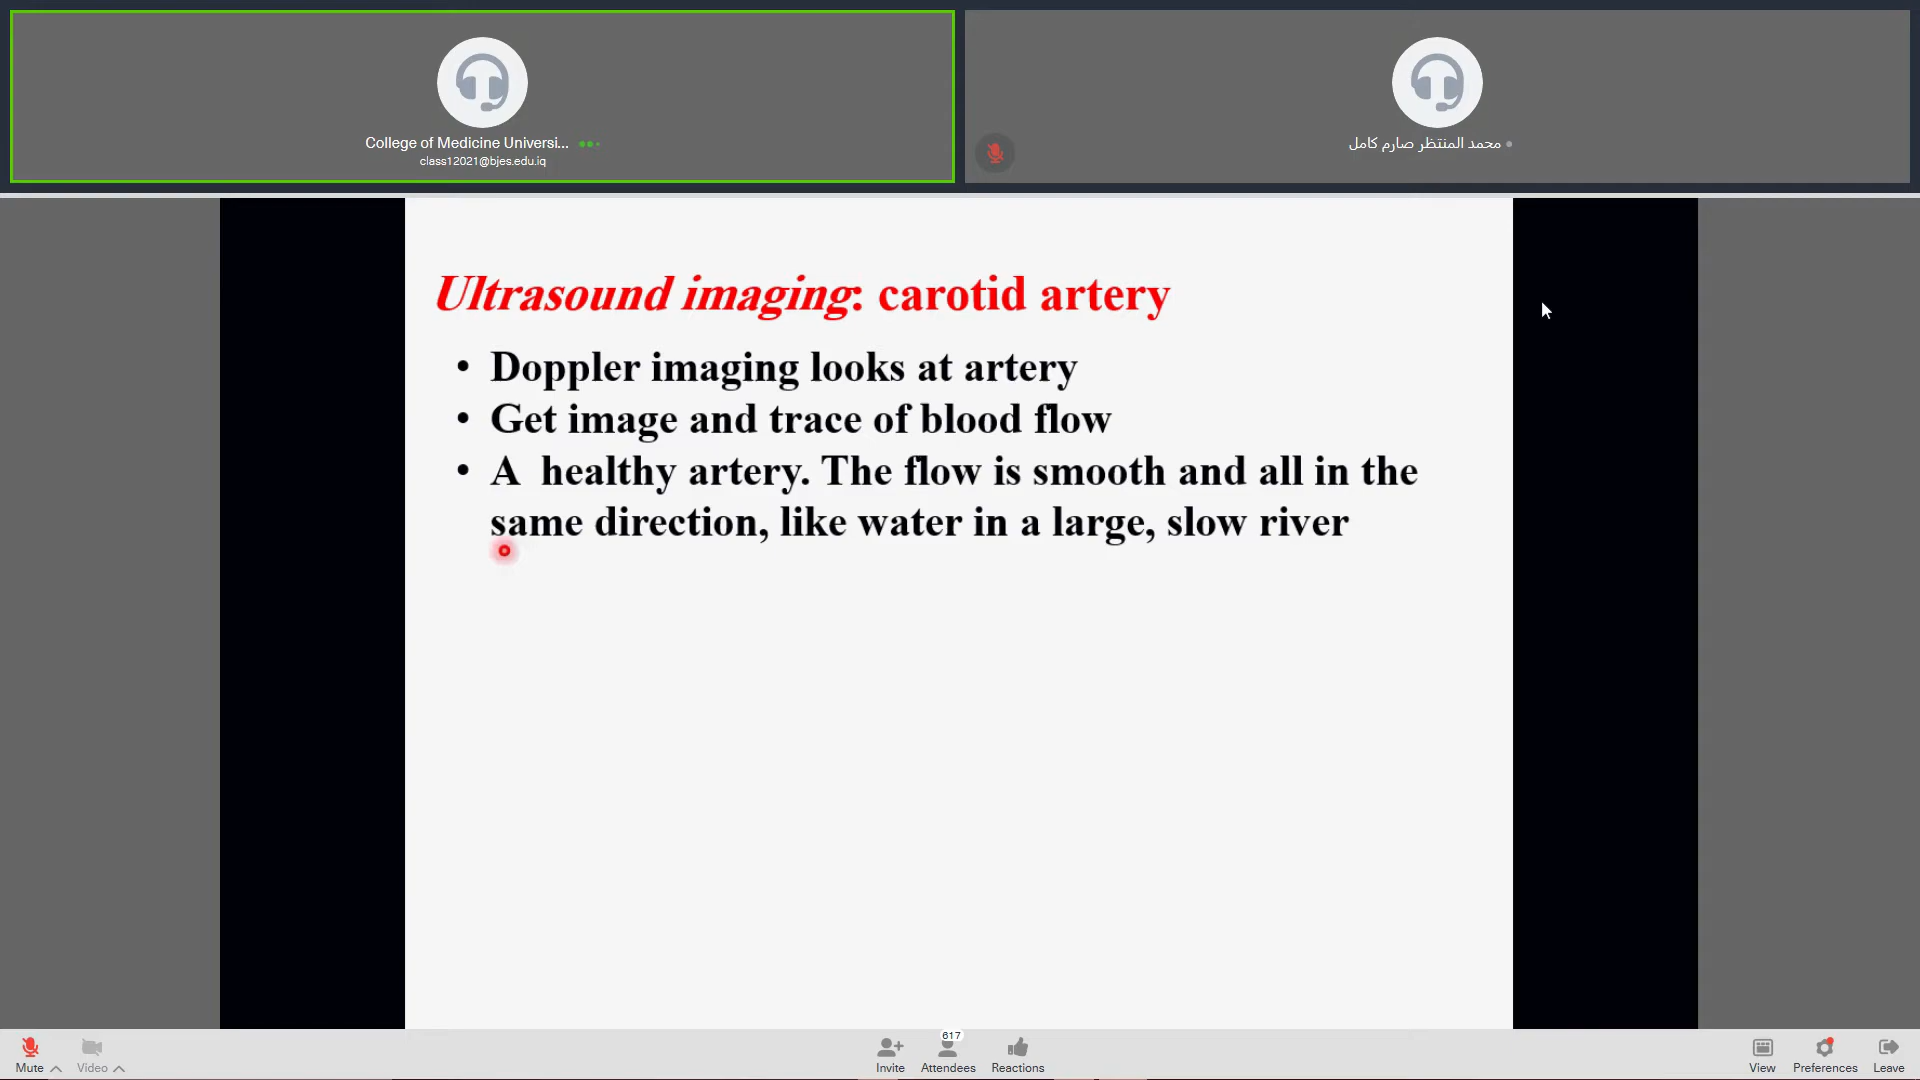 College of Medicine Universi...
class12021@bjes.edu.iq
محمد المنتظر صارم كامل
Ultrasound imaging: carotid artery
• Doppler imaging looks at artery
• Get image and trace of blood flow
• A healthy artery. The flow is smooth and all in the
same direction, like water in a large, slow river
617
Mute
Video
Invite
Attendees
Reactions
View
Preferences
Leave